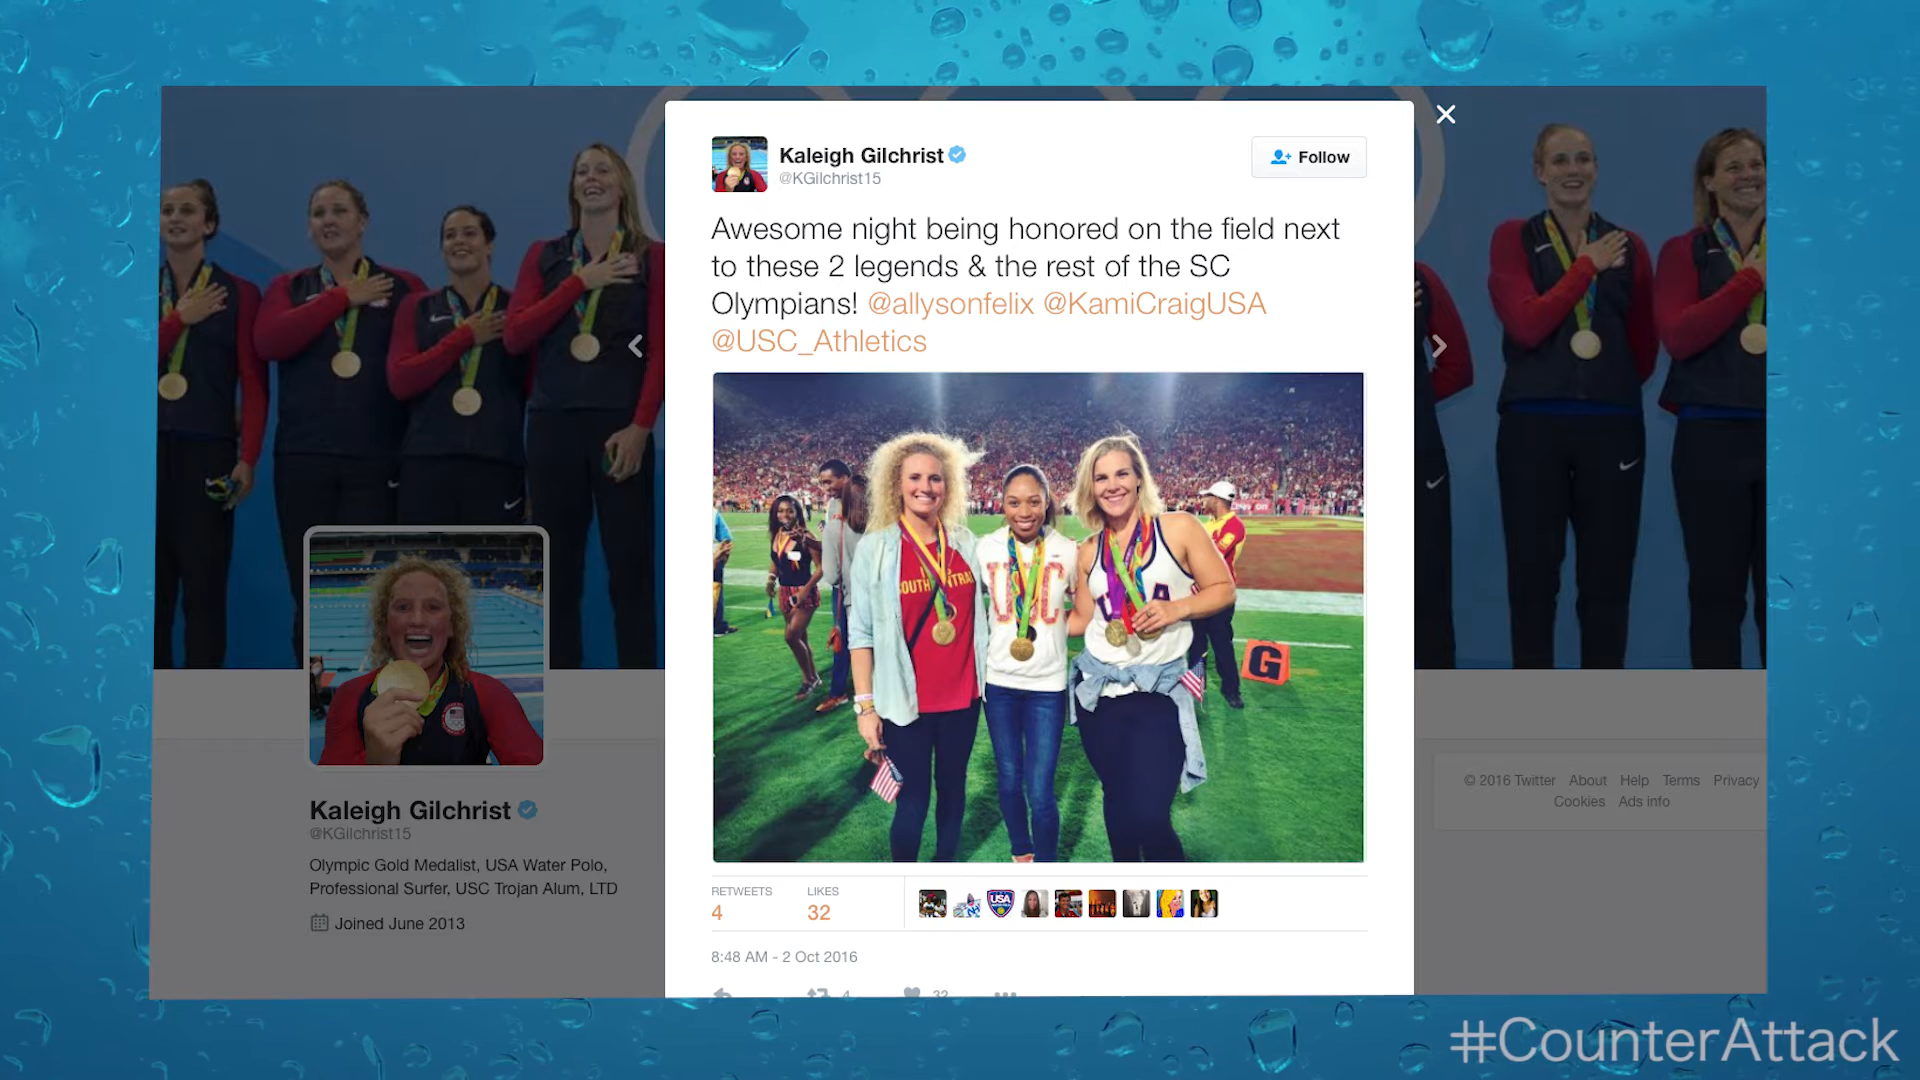 Kaleigh Gilchrist
@KGilchrist15
Follow
Awesome night being honored on the field next
to these 2 legends & the rest of the SC
Olympians! @allysonfelix @KamiCraigUSA
@USC_Athletics
USC
G
RETWEETS
4
LIKES
32
USA
8:48 AM - 2 Oct 2016
4
32
Kaleigh Gilchrist
@KGilchrist15
Olympic Gold Medalist, USA Water Polo,
Professional Surfer, USC Trojan Alum, LTD
Joined June 2013
© 2016 Twitter About Help Terms Privacy
Cookies Ads info
#CounterAttack